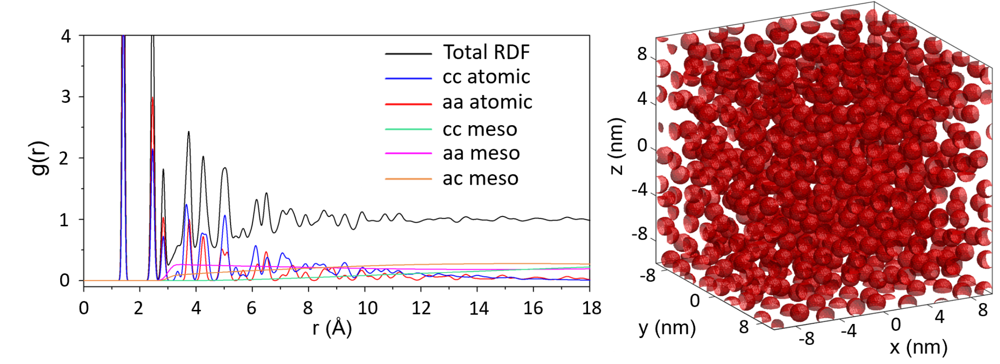 4
3
2
1
0
g(r)
0 2 4 6 8 10 12 14 16 18
r (Å)
Total RDF
cc atomic
aa atomic
cc meso
aa meso
ac meso
8
4
0
-4
-8
z (nm)
-8
0
8
y (nm)
-8
-4
0
4
8
x (nm)